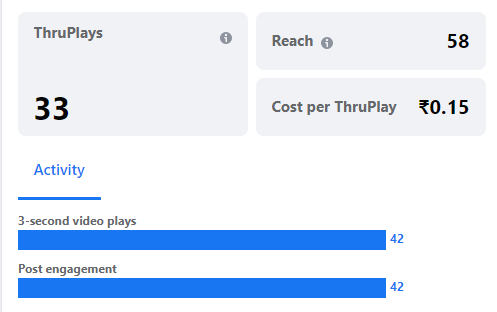 ThruPlays
33
Reach
58
Cost per ThruPlay ₹0.15
Activity
3-second video plays
42
Post engagement
42